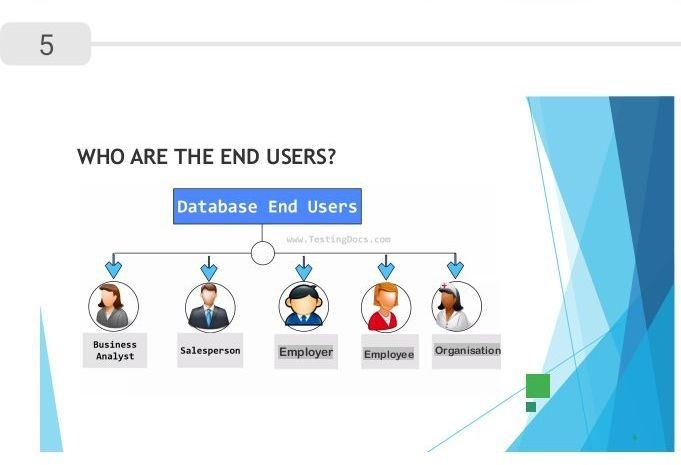 5
WHO ARE THE END USERS?
Database End Users
www.TestingDocs.com
Business
Analyst
Salesperson
Employer
Employee
Organisation